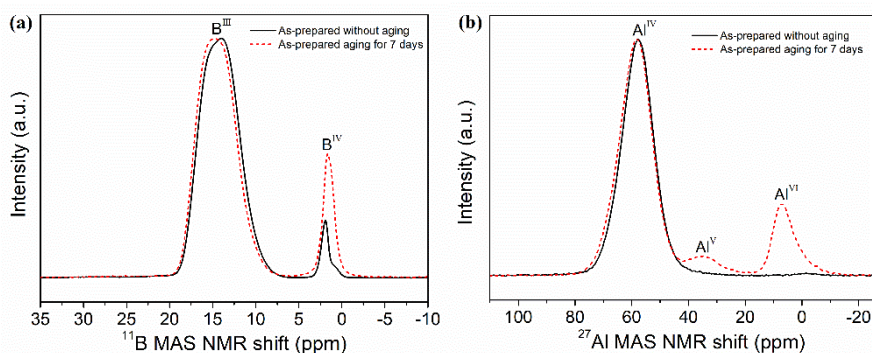 (a)
B^III
As-prepared without aging
As-prepared aging for 7 days
B^IV
Intensity (a.u.)
35 30 25 20 15 10 5 0 -5 -10
^11B MAS NMR shift (ppm)
(b)
Al^IV
As-prepared without aging
As-prepared aging for 7 days
Al^V
Al^VI
Intensity (a.u.)
100 80 60 40 20 0 -20
^27Al MAS NMR shift (ppm)